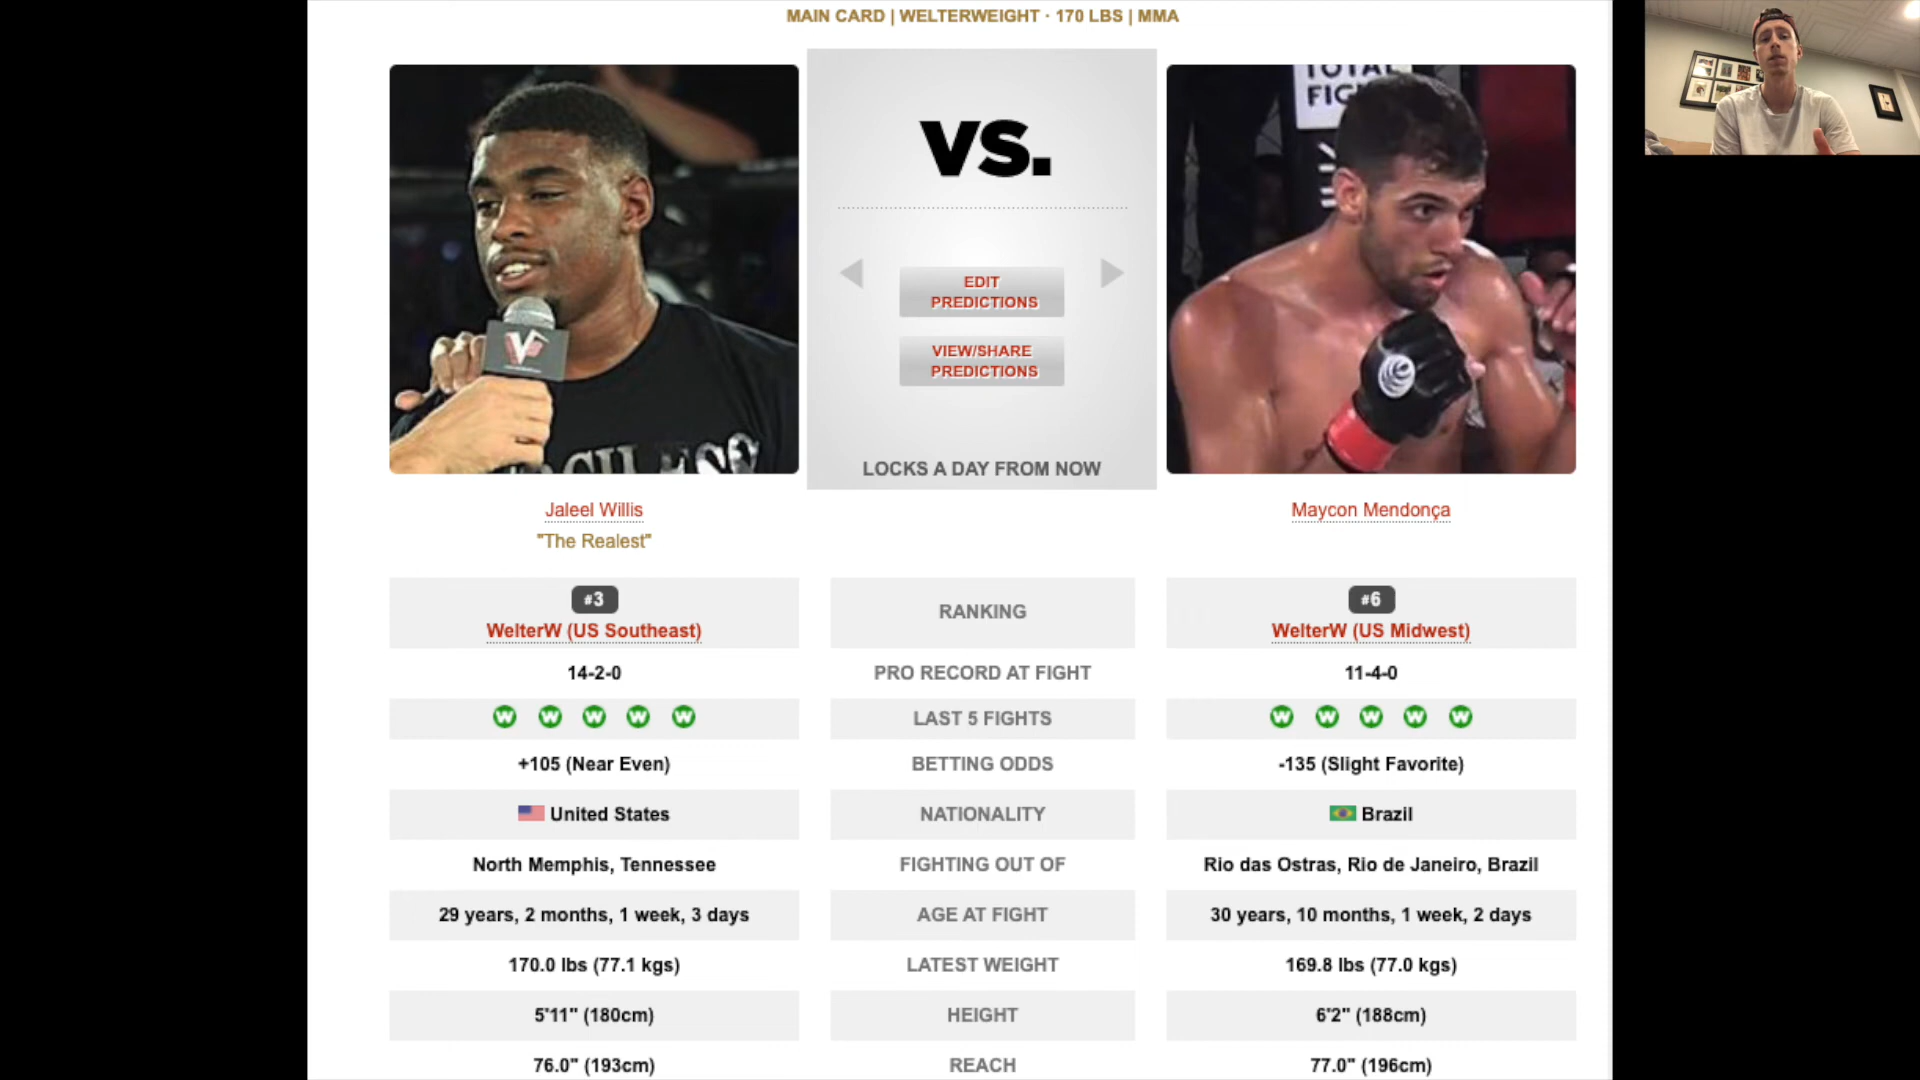 MAIN CARD | WELTERWEIGHT · 170 LBS | MMA
TOTAL
FIG
VS.
EDIT
PREDICTIONS
VIEW/SHARE
PREDICTIONS
LOCKS A DAY FROM NOW
Jaleel Willis
"The Realest"
Maycon Mendonça
#3
WelterW (US Southeast)
RANKING
#6
WelterW (US Midwest)
14-2-0
PRO RECORD AT FIGHT
11-4-0
W W W W W
LAST 5 FIGHTS
W W W W W
+105 (Near Even)
BETTING ODDS
-135 (Slight Favorite)
United States
NATIONALITY
Brazil
North Memphis, Tennessee
FIGHTING OUT OF
Rio das Ostras, Rio de Janeiro, Brazil
29 years, 2 months, 1 week, 3 days
AGE AT FIGHT
30 years, 10 months, 1 week, 2 days
170.0 lbs (77.1 kgs)
LATEST WEIGHT
169.8 lbs (77.0 kgs)
5'11" (180cm)
HEIGHT
6'2" (188cm)
76.0" (193cm)
REACH
77.0" (196cm)